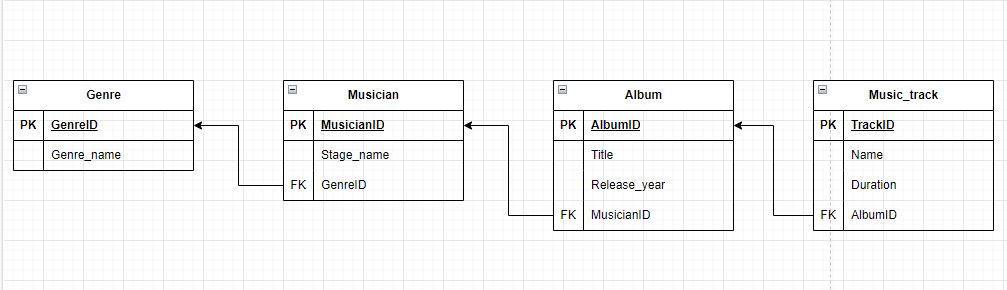 Genre
PK GenreID
Genre_name
Musician
PK MusicianID
Stage_name
FK GenreID
Album
PK AlbumID
Title
Release_year
FK MusicianID
Music_track
PK TrackID
Name
Duration
FK AlbumID